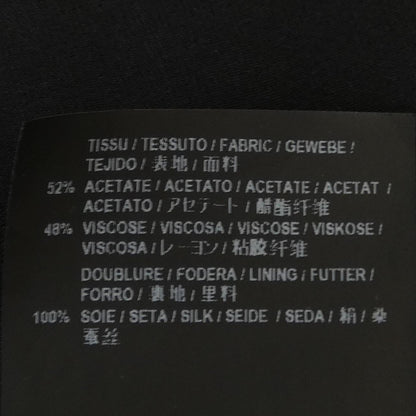 TISSU / TESSUTO / FABRIC / GEWEBE /
TEJIDO / 表地 / 面料
52% ACETATE / ACETATO / ACETATE / ACETAT /
ACETATO / アセテート / 醋酯纤维
48% VISCOSE / VISCOSA / VISCOSE / VISKOSE /
VISCOSA / レーヨン / 粘胶纤维
DOUBLURE / FODERA / LINING / FUTTER /
FORRO / 裏地 / 里料
100% SOIE / SETA / SILK / SEIDE / SEDA / 絹 / 桑
蚕丝